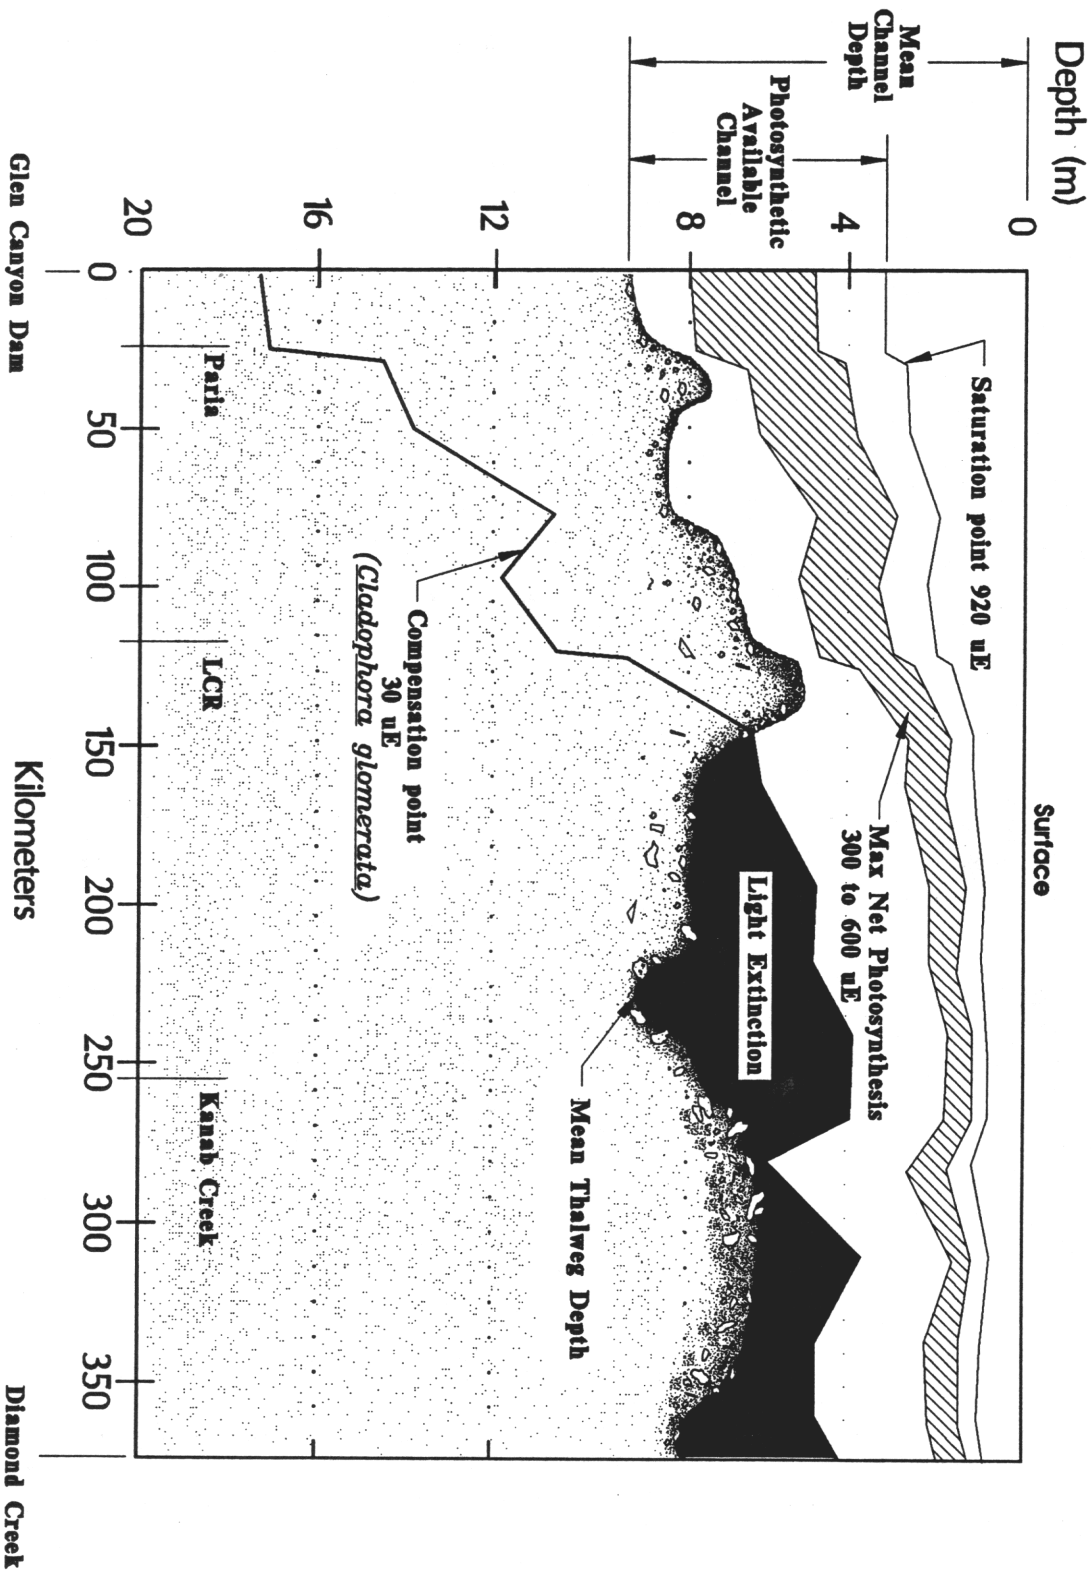 Depth (m)
Mean
Channel
Depth
Photosynthetic
Available
Channel
0
4
8
12
16
20
Surface
Saturation point 920 uE
Max Net Photosynthesis
300 to 600 uE
Light Extinction
Mean Thalweg Depth
Compensation point
30 uE
(Cladophora glomerata)
Paria
LCR
Kanab Creek
0
50
100
150
200
250
300
350
Glen Canyon Dam
Kilometers
Diamond Creek